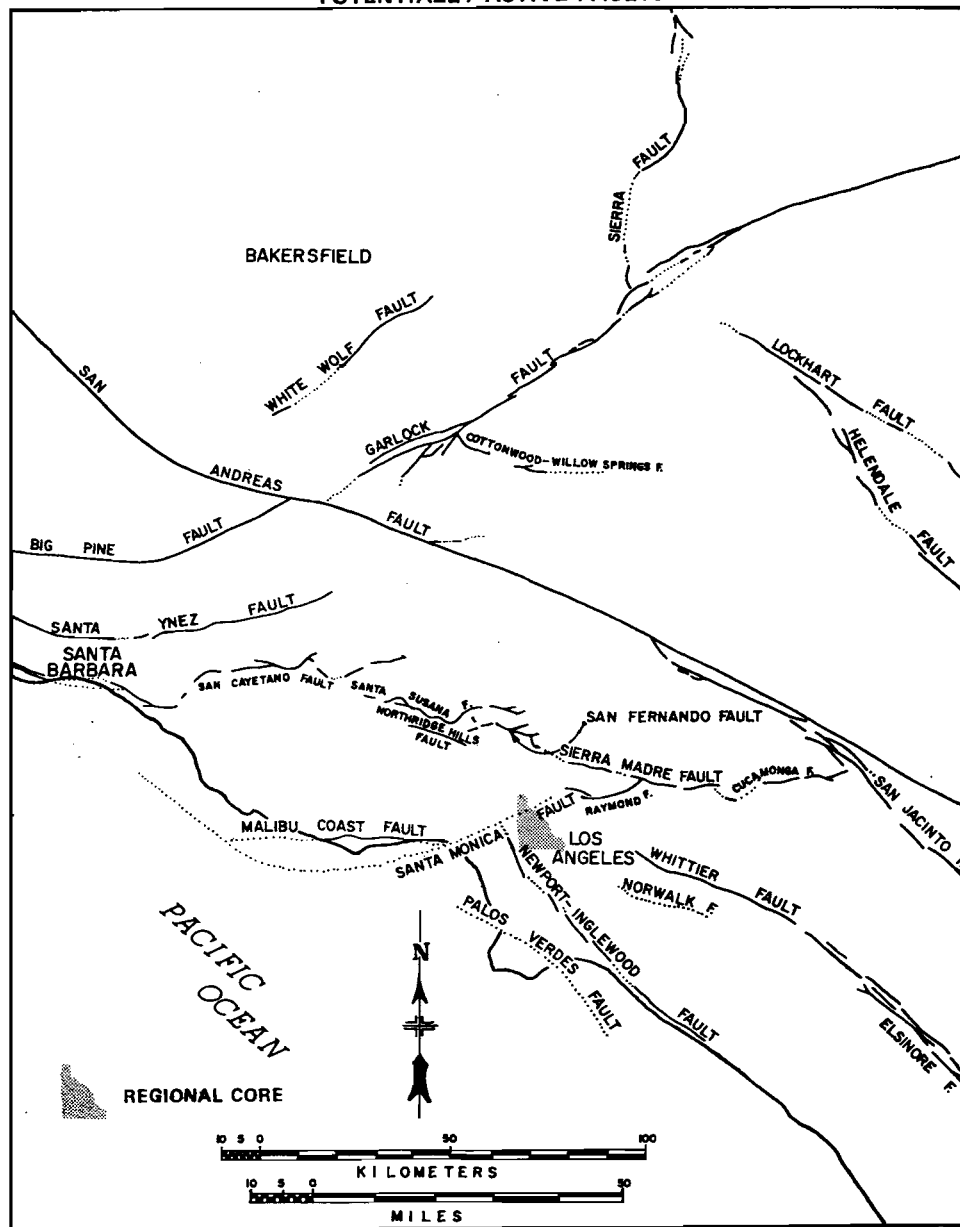 SIERRA FAULT
BAKERSFIELD
WHITE WOLF FAULT
SAN ANDREAS FAULT
GARLOCK FAULT
COTTONWOOD-WILLOW SPRINGS F.
LOCKHART FAULT
HELENDALE FAULT
BIG PINE FAULT
SANTA YNEZ FAULT
SANTA
BARBARA
SAN CAYETANO FAULT
SANTA SUSANA F.
NORTHRIDGE HILLS
FAULT
SAN FERNANDO FAULT
SIERRA MADRE FAULT
CUCAMONGA F.
SAN JACINTO
RAYMOND F.
MALIBU COAST FAULT
SANTA MONICA FAULT
LOS
ANGELES
WHITTIER FAULT
NORWALK F.
NEWPORT-INGLEWOOD FAULT
PALOS VERDES FAULT
ELSINORE F.
PACIFIC
OCEAN
N
REGIONAL CORE
10 5 0 50 100
KILOMETERS
10 5 0 50
MILES